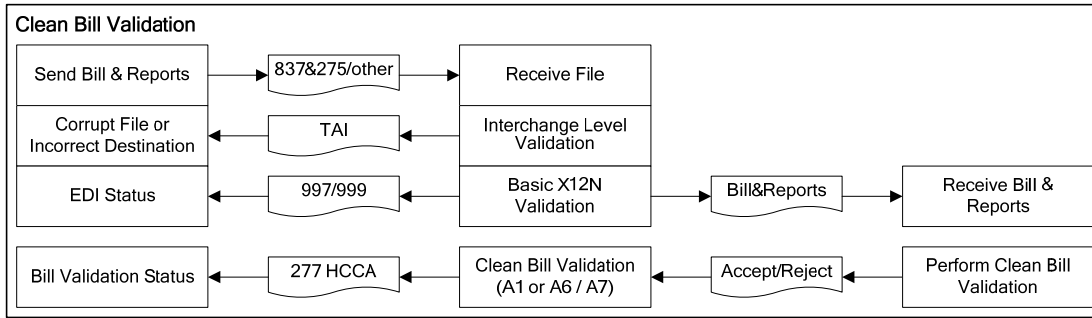 Clean Bill Validation
Send Bill & Reports
837&275/other
Receive File
Corrupt File or
Incorrect Destination
TAI
Interchange Level
Validation
EDI Status
997/999
Basic X12N
Validation
Bill&Reports
Receive Bill &
Reports
Bill Validation Status
277 HCCA
Clean Bill Validation
(A1 or A6 / A7)
Accept/Reject
Perform Clean Bill
Validation